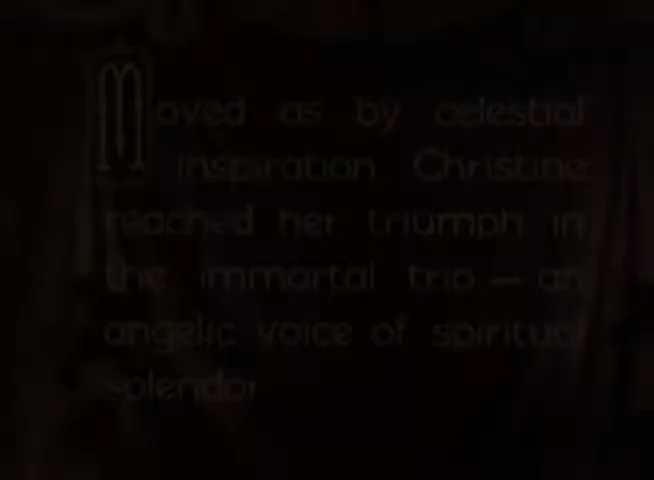 Moved as by celestial
inspiration Christine
reached her triumph in
the immortal trio — an
angelic voice of spiritual
splendor